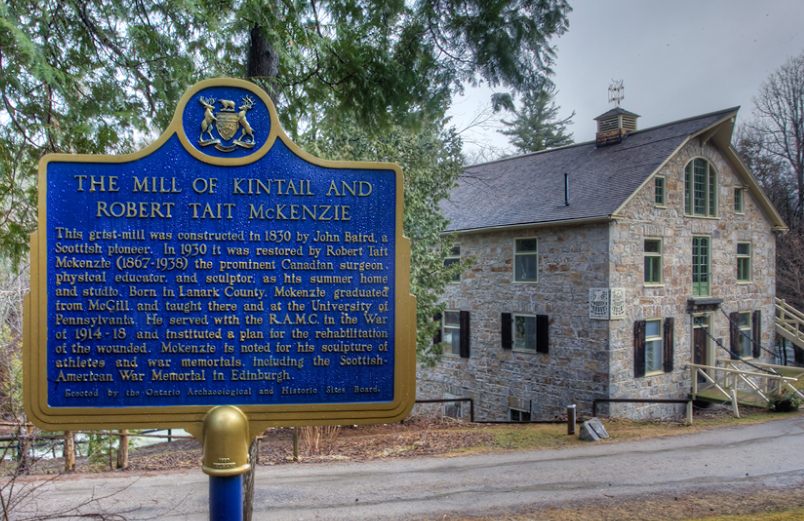 THE MILL OF KINTAIL AND
ROBERT TAIT McKENZIE
This grist-mill was constructed in 1830 by John Baird, a
Scottish pioneer. In 1930 it was restored by Robert Tait
Mckenzie (1867-1938) the prominent Canadian surgeon,
physical educator, and sculptor, as his summer home
and studio. Born in Lanark County, Mckenzie graduated
from McGill, and taught there and at the University of
Pennsylvania. He served with the R.A.M.C. in the War
of 1914-18 and instituted a plan for the rehabilitation
of the wounded. Mckenzie is noted for his sculpture of
athletes and war memorials, including the Scottish-
American War Memorial in Edinburgh.
Erected by the Ontario Archaeological and Historic Sites Board.